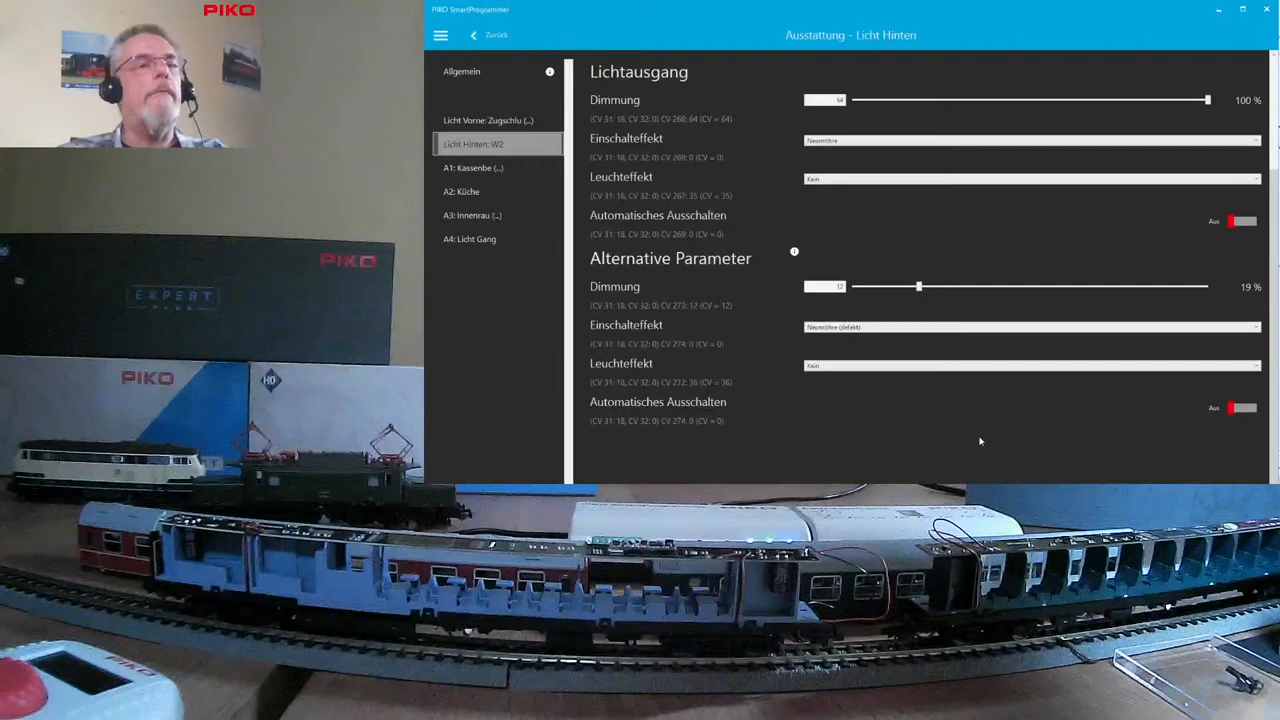 PIKO
PIKO SmartProgrammer
Zurück
Ausstattung - Licht Hinten
Allgemein
Licht Vorne: Zugschlu (...)
Licht Hinten: W2
A1: Kassenbe (...)
A2: Küche
A3: Innenrau (...)
A4: Licht Gang
Lichtausgang
Dimmung
64
100 %
(CV 31: 18, CV 32: 0) CV 268: 64 (CV = 64)
Einschalteffekt
Neonröhre
(CV 31: 18, CV 32: 0) CV 269: 0 (CV = 0)
Leuchteffekt
Kein
(CV 31: 18, CV 32: 0) CV 267: 35 (CV = 35)
Automatisches Ausschalten
Aus
(CV 31: 18, CV 32: 0) CV 269: 0 (CV = 0)
Alternative Parameter
Dimmung
12
19 %
(CV 31: 18, CV 32: 0) CV 273: 12 (CV = 12)
Einschalteffekt
Neonröhre (defekt)
(CV 31: 18, CV 32: 0) CV 274: 0 (CV = 0)
Leuchteffekt
Kein
(CV 31: 18, CV 32: 0) CV 272: 36 (CV = 36)
Automatisches Ausschalten
Aus
(CV 31: 18, CV 32: 0) CV 274: 0 (CV = 0)
PIKO
EXPERT
PLUS
PIKO
H0
PIKO